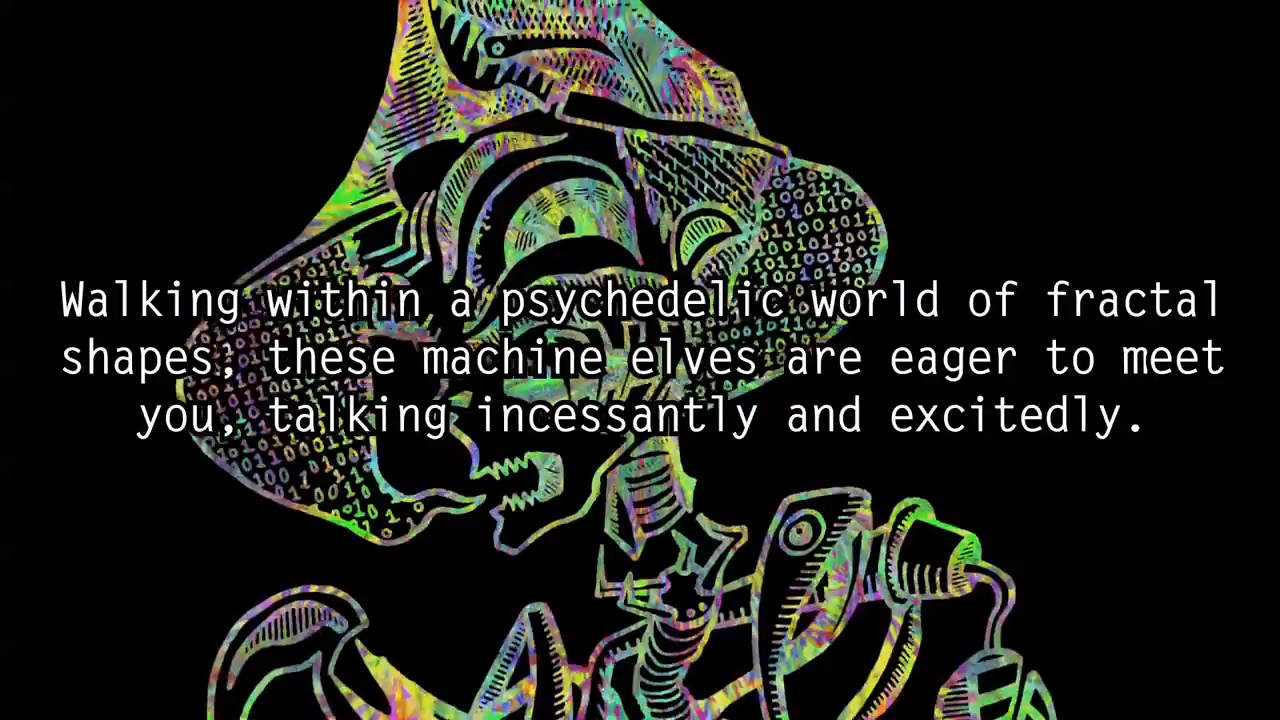 Walking within a psychedelic world of fractal
shapes, these machine elves are eager to meet
you, talking incessantly and excitedly.